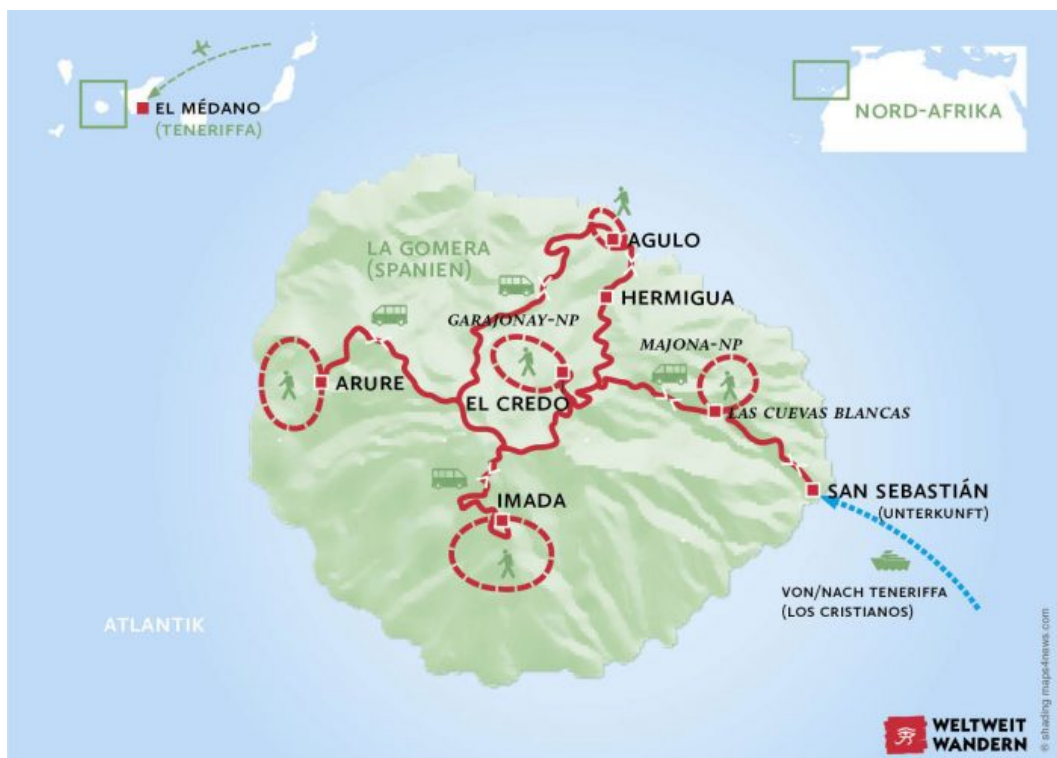 EL MÉDANO
(TENERIFFA)
NORD-AFRIKA
LA GOMERA
(SPANIEN)
AGULO
HERMIGUA
GARAJONAY-NP
MAJONA-NP
ARURE
EL CREDO
LAS CUEVAS BLANCAS
IMADA
SAN SEBASTIÁN
(UNTERKUNFT)
VON/NACH TENERIFFA
(LOS CRISTIANOS)
ATLANTIK
WELTWEIT
WANDERN
© shading maps4news.com